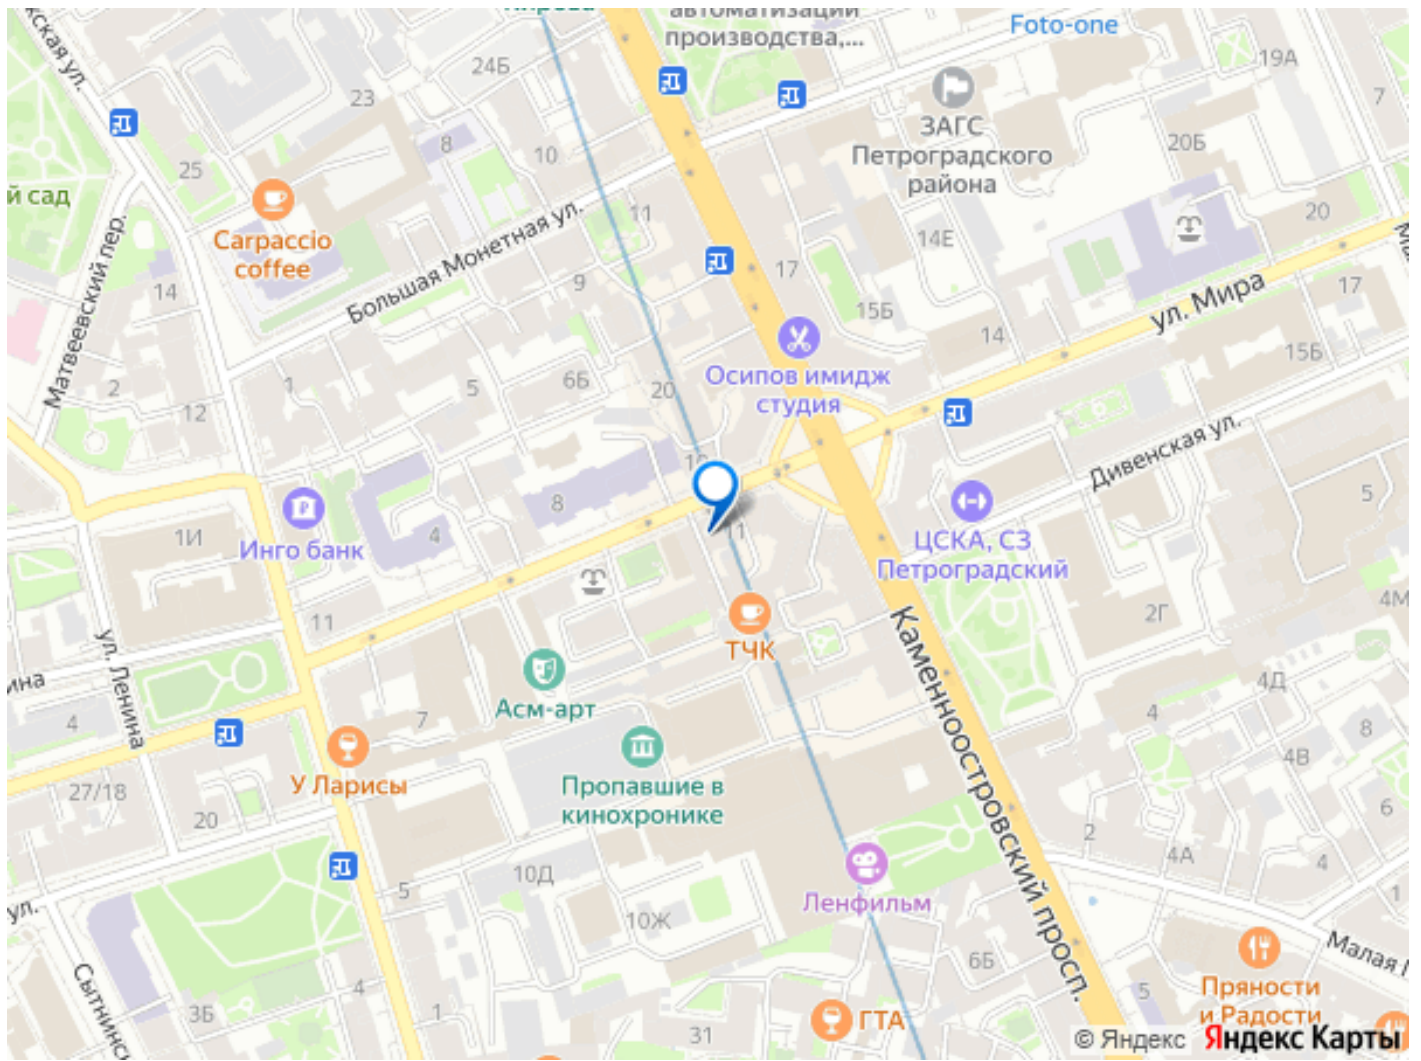 автоматизации
производства,...
Foto-one
19А
24Б
23
7
8
ЗАГС
Петроградского
района
20Б
10
25
й сад
Carpaccio
coffee
Матвеевский пер.
Большая Монетная ул.
11
14Е
20
14
9
17
15Б
ул. Мира
17
14
15Б
2
1
5
6Б
20
Осипов имидж
студия
12
Дивенская ул.
5
8
1И
Инго банк
4
11
ЦСКА, СЗ
Петроградский
11
2Г
4М
ТЧК
ул. Ленина
Каменноостровский просп.
4
7
Асм-арт
4Д
4
8
4В
У Ларисы
Пропавшие в
кинохронике
27/18
20
6
2
4А
4
10Д
5
Ленфильм
1
ул.
10Ж
6Б
Малая
Сытнинс
4
5
Пряности
и Радости
3Б
1
31
ГТА
© Яндекс Яндекс Карты